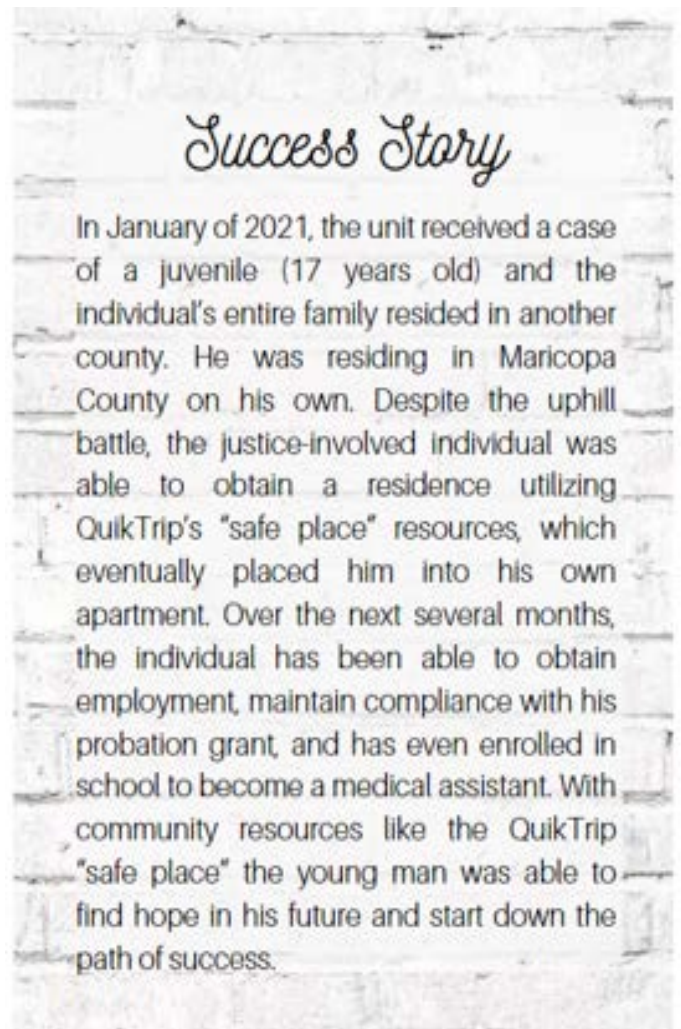 Success Story
In January of 2021, the unit received a case
of a juvenile (17 years old) and the
individual's entire family resided in another
county. He was residing in Maricopa
County on his own. Despite the uphill
battle, the justice-involved individual was
able to obtain a residence utilizing
QuikTrip's "safe place" resources, which
eventually placed him into his own
apartment. Over the next several months,
the individual has been able to obtain
employment, maintain compliance with his
probation grant, and has even enrolled in
school to become a medical assistant. With
community resources like the QuikTrip
"safe place" the young man was able to
find hope in his future and start down the
path of success.